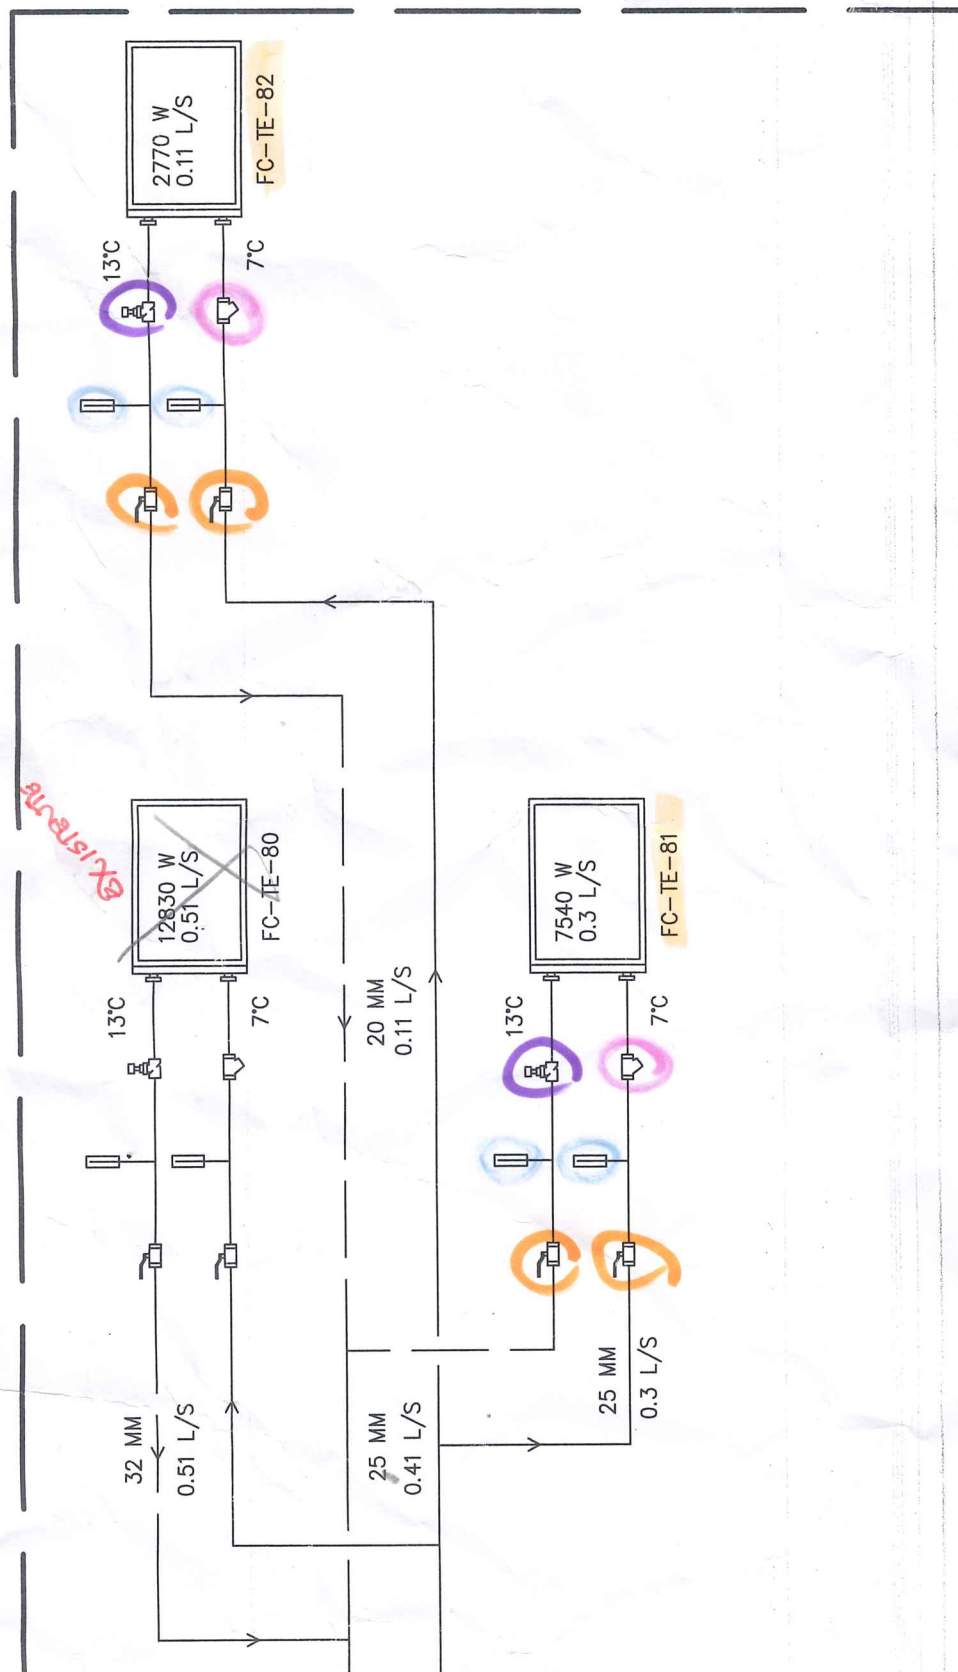 2770 W
0.11 L/S
FC-TE-82
13°C
7°C
EXISTENTE
12830 W
0.51 L/S
FC-TE-80
13°C
7°C
20 MM
0.11 L/S
7540 W
0.3 L/S
FC-TE-81
13°C
7°C
32 MM
0.51 L/S
25 MM
0.41 L/S
25 MM
0.3 L/S